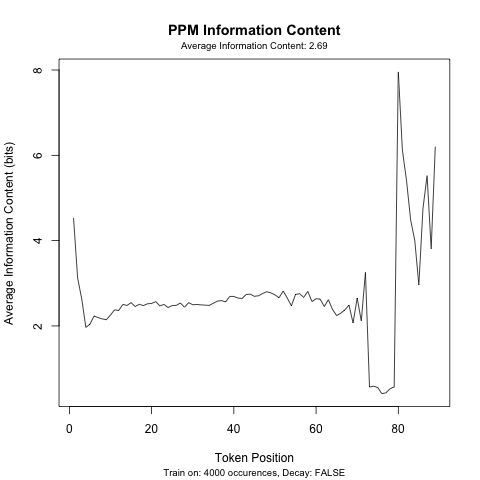 PPM Information Content
Average Information Content: 2.69
Average Information Content (bits)
8
6
4
2
0 20 40 60 80
Token Position
Train on: 4000 occurences, Decay: FALSE